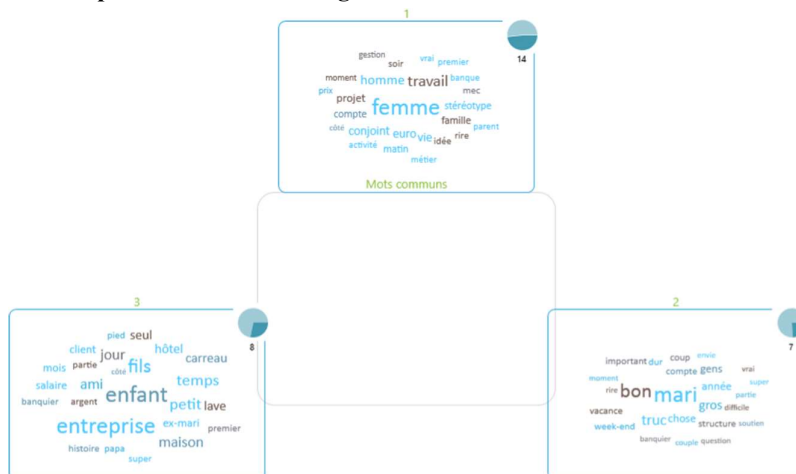 1
14
gestion
soir
vrai
premier
moment
homme
travail
banque
prix
mec
projet
femme
stéréotype
compte
famille
côté
conjoint
euro
vie
idée
rire
parent
activité
matin
métier
Mots communs
3
8
pied
seul
client
jour
hôtel
mois
partie
côté
fils
carreau
salaire
ami
enfant
temps
banquier
argent
petit
lave
entreprise
ex-mari
premier
histoire
papa
maison
super
2
7
important
dur
coup
envie
compte
gens
vrai
moment
rire
bon
mari
année
super
partie
vacance
gros
difficile
week-end
truc
chose
structure
soutien
banquier
couple
question